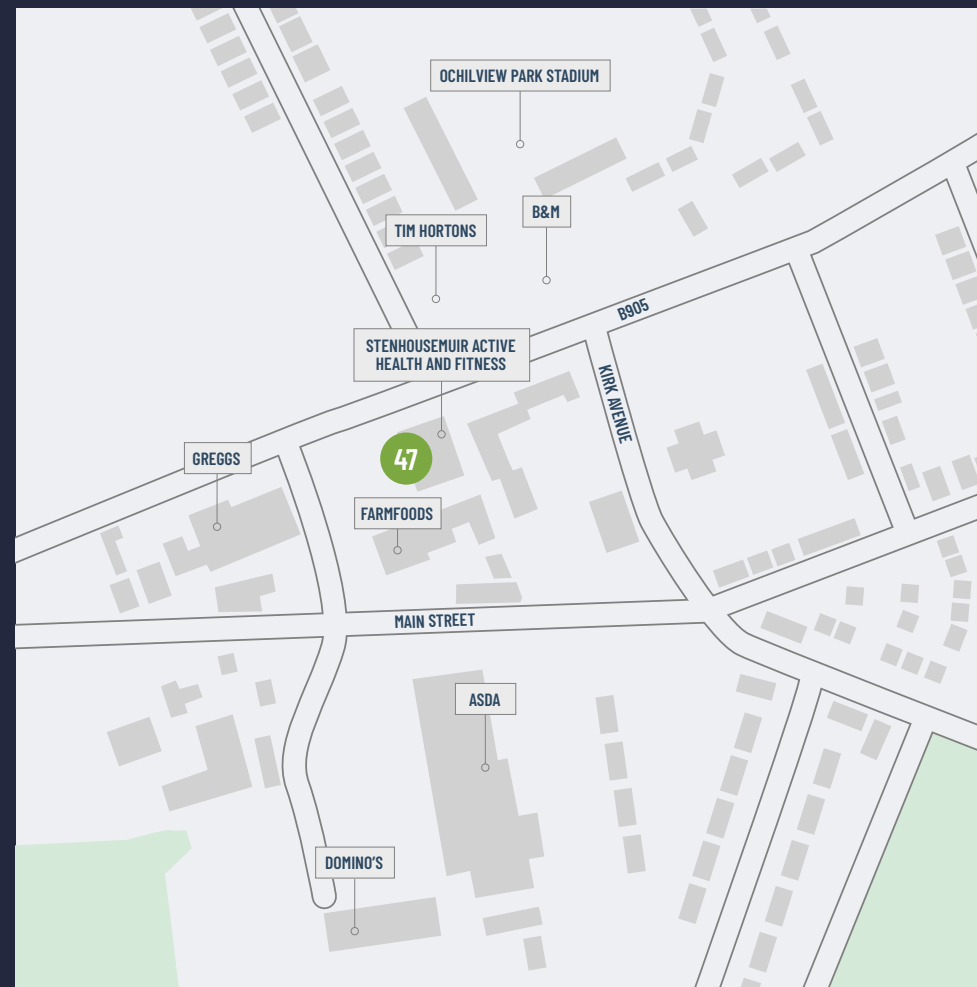 OCHILVIEW PARK STADIUM
B&M
TIM HORTONS
B905
STENHOUSEMUIR ACTIVE
HEALTH AND FITNESS
KIRK AVENUE
GREGGS
47
FARMFOODS
MAIN STREET
ASDA
DOMINO'S